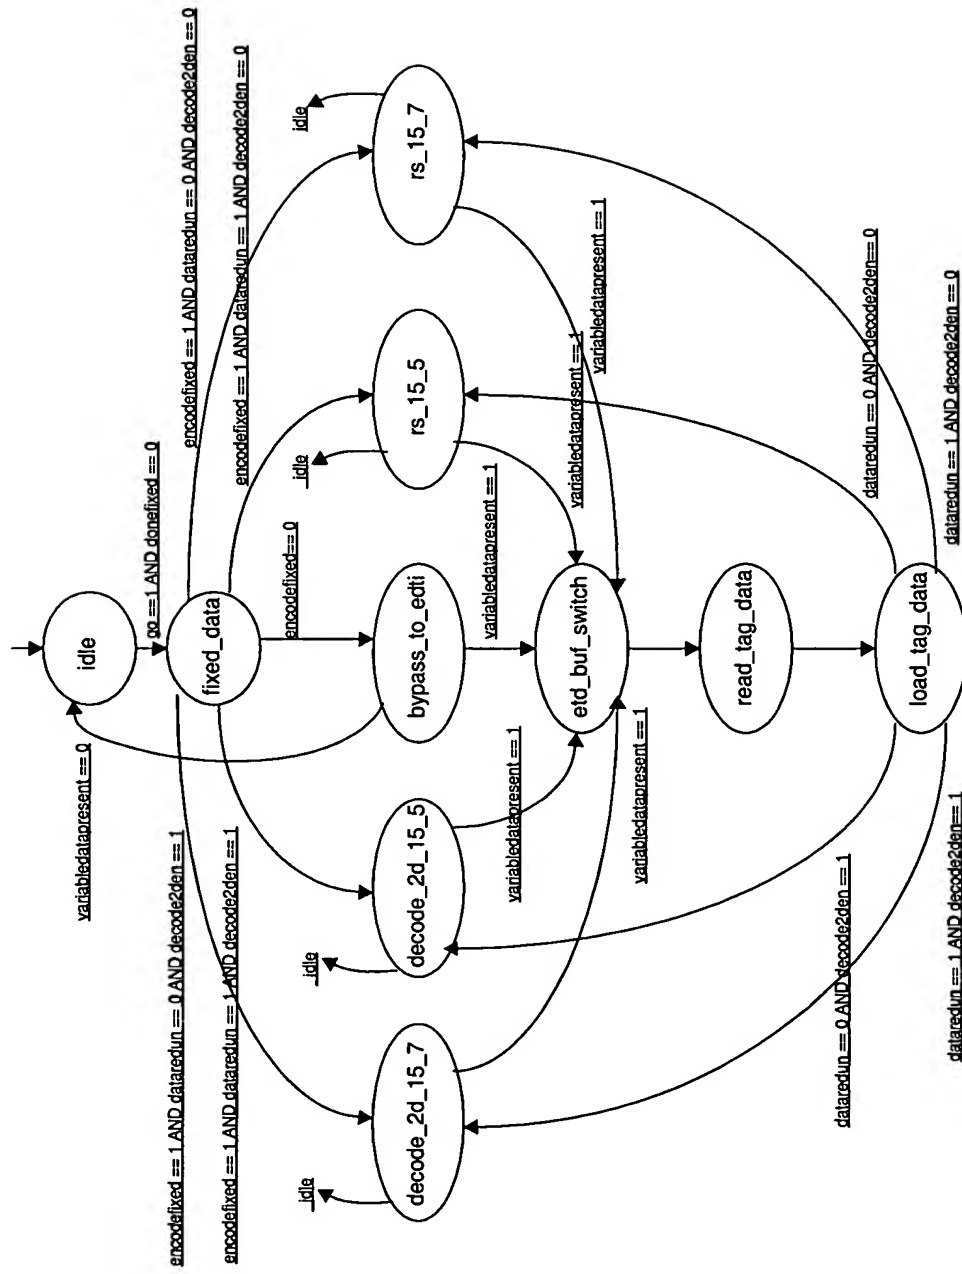 variabledatapresent == 0
idle
go ==1 AND donefixed == 0
encodefixed == 1 AND dataredun == 0 AND decode2den == 1
encodefixed == 1 AND dataredun == 0 AND decode2den == 0
fixed_data
encodefixed == 1 AND dataredun == 1 AND decode2den == 1
encodefixed == 1 AND dataredun == 1 AND decode2den == 0
encodefixed== 0
idle
idle
idle
idle
decode_2d_15_7
decode_2d_15_5
bypass_to_edti
rs_15_5
rs_15_7
variabledatapresent == 1
variabledatapresent == 1
variabledatapresent == 1
variabledatapresent == 1
etd_buf_switch
variabledatapresent == 1
read_tag_data
dataredun == 0 AND decode2den == 1
dataredun == 0 AND decode2den== 0
load_tag_data
dataredun == 1 AND decode2den== 1
dataredun == 1 AND decode2den == 0